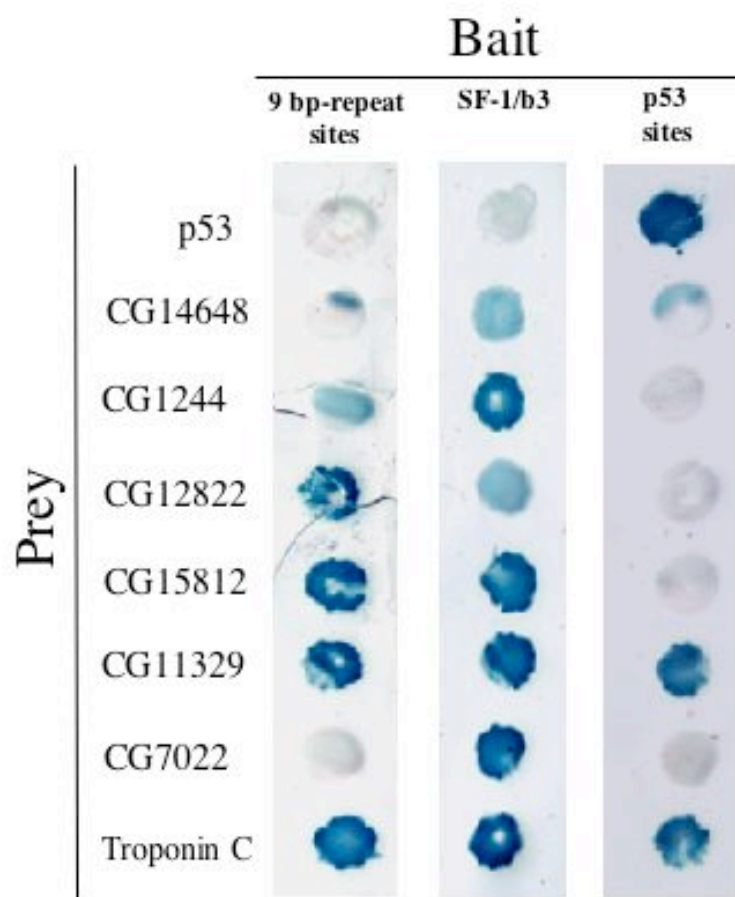 Bait
9 bp-repeat sites
SF-1/b3
p53 sites
Prey
p53
CG14648
CG1244
CG12822
CG15812
CG11329
CG7022
Troponin C